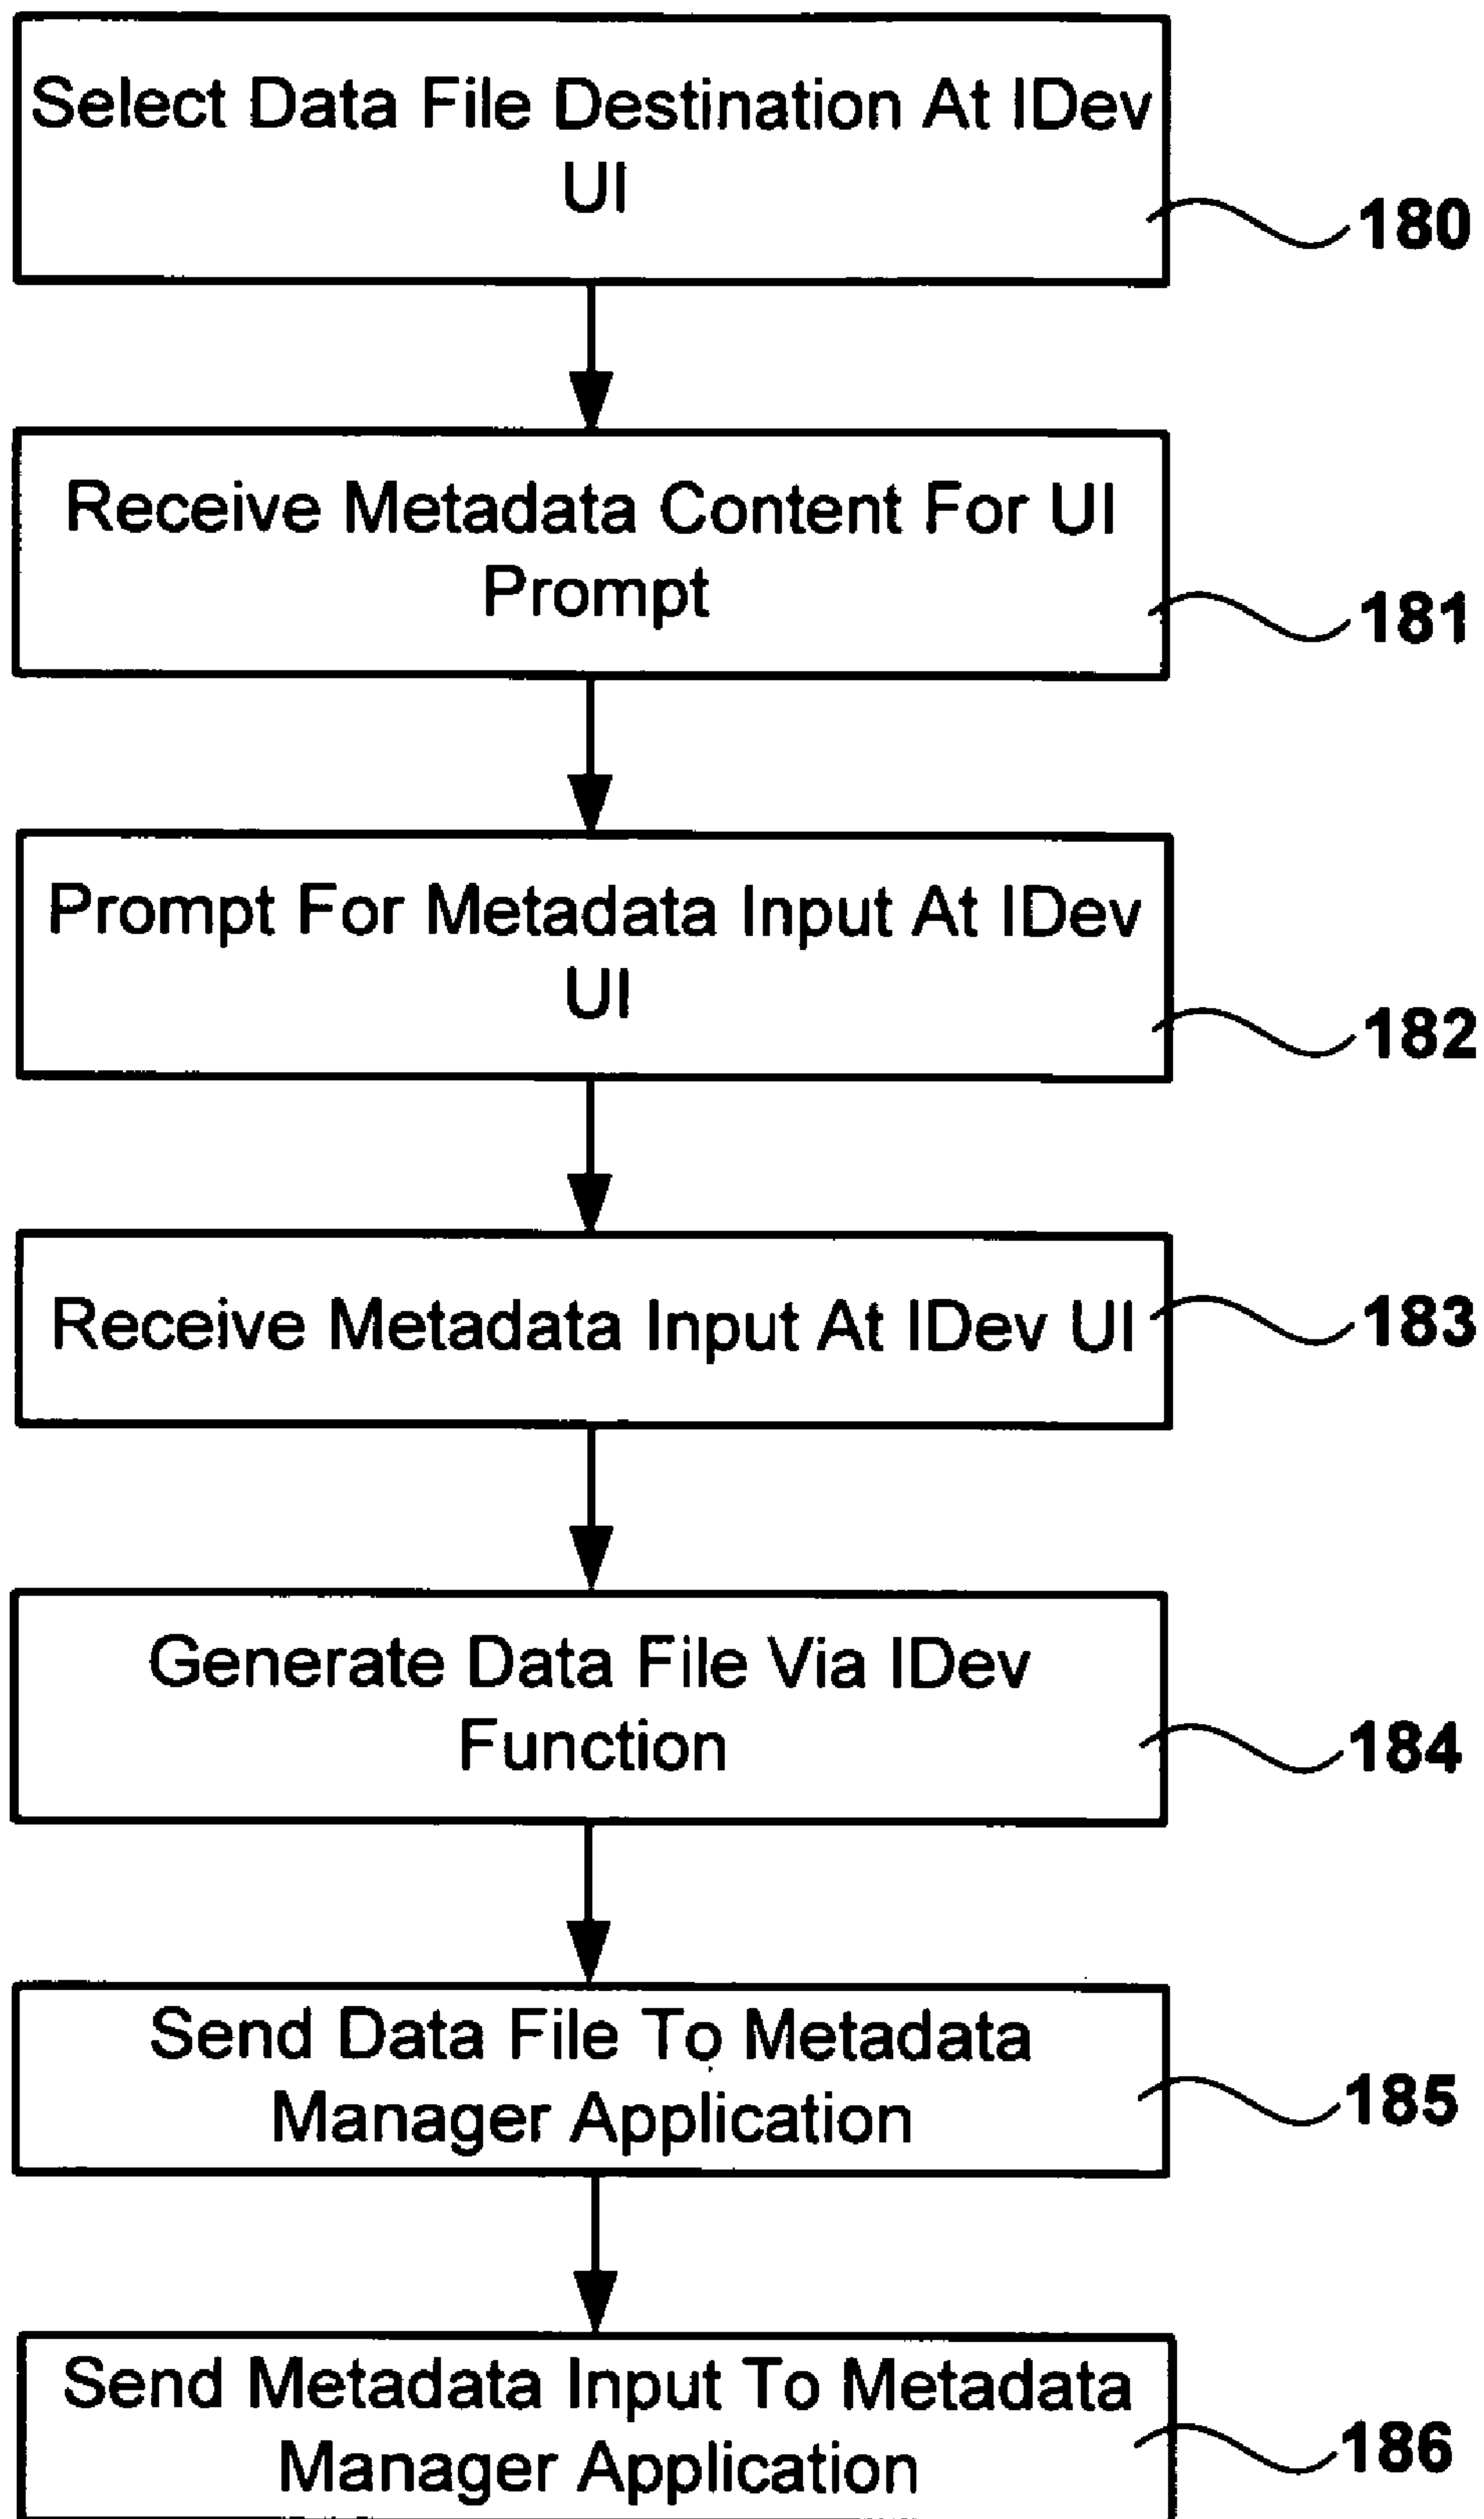 Select Data File Destination At IDev
UI
180
Receive Metadata Content For UI
Prompt
181
Prompt For Metadata Input At IDev
UI
182
Receive Metadata Input At IDev UI
183
Generate Data File Via IDev
Function
184
Send Data File To Metadata
Manager Application
185
Send Metadata Input To Metadata
Manager Application
186